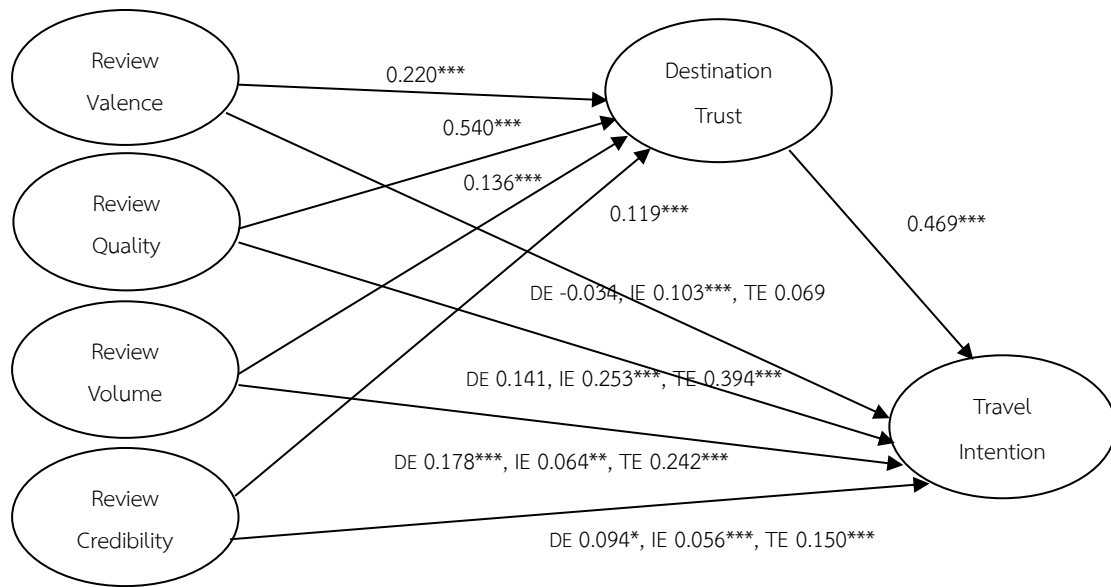 Review
Valence
0.220***
Destination
Trust
0.540***
0.136***
Review
Quality
0.119***
0.469***
DE -0.034, IE 0.103***, TE 0.069
Review
Volume
DE 0.141, IE 0.253***, TE 0.394***
Travel
Intention
DE 0.178***, IE 0.064**, TE 0.242***
Review
Credibility
DE 0.094*, IE 0.056***, TE 0.150***